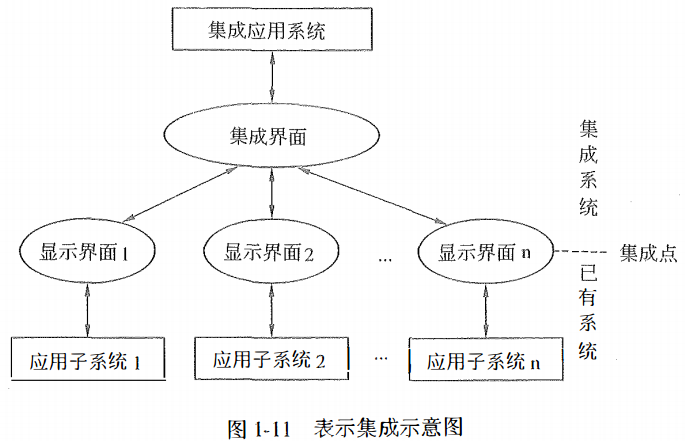 集成应用系统
集成界面
集成系统
显示界面1
显示界面2
...
显示界面n
集成点
已有系统
应用子系统1
应用子系统2
...
应用子系统n
图 1-11 表示集成示意图